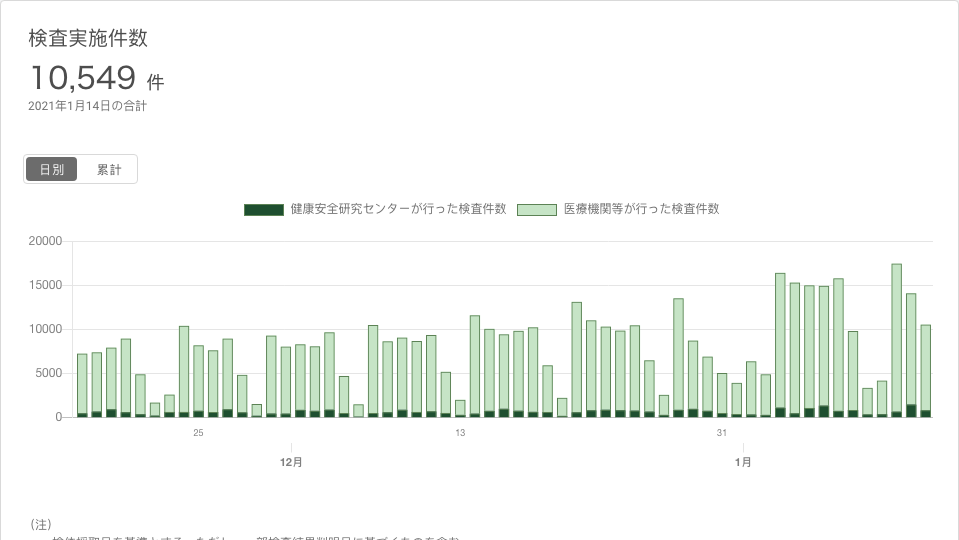 検査実施件数
10,549 件
2021年1月14日の合計
日別 累計
健康安全研究センターが行った検査件数 医療機関等が行った検査件数
20000
15000
10000
5000
0
25 13 31
12月 1月
（注）